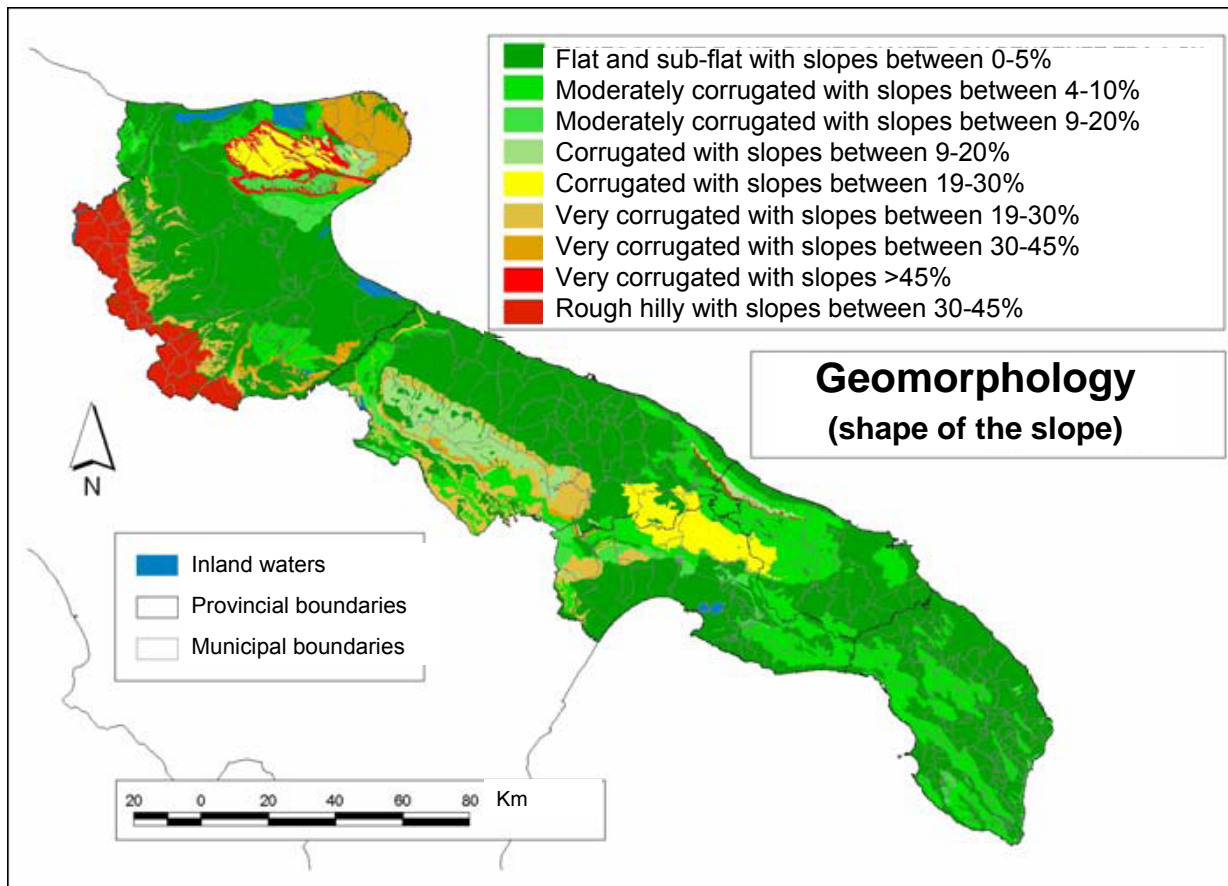 Flat and sub-flat with slopes between 0-5%
Moderately corrugated with slopes between 4-10%
Moderately corrugated with slopes between 9-20%
Corrugated with slopes between 9-20%
Corrugated with slopes between 19-30%
Very corrugated with slopes between 19-30%
Very corrugated with slopes between 30-45%
Very corrugated with slopes >45%
Rough hilly with slopes between 30-45%
Geomorphology
(shape of the slope)
N
Inland waters
Provincial boundaries
Municipal boundaries
20 0 20 40 60 80 Km